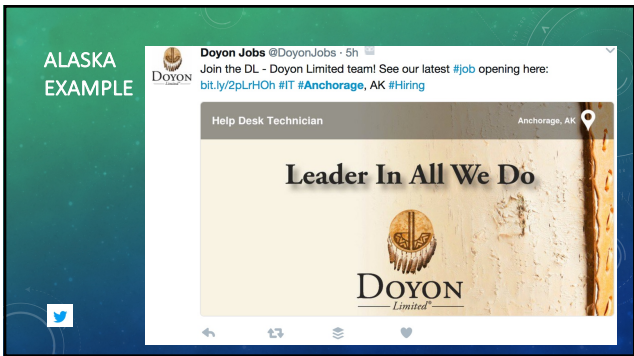 ALASKA
EXAMPLE
Doyon Jobs @DoyonJobs · 5h
Join the DL - Doyon Limited team! See our latest #job opening here:
bit.ly/2pLrHOh #IT #Anchorage, AK #Hiring
Help Desk Technician
Anchorage, AK
Leader In All We Do
DOYON
Limited
DOYON
Limited®